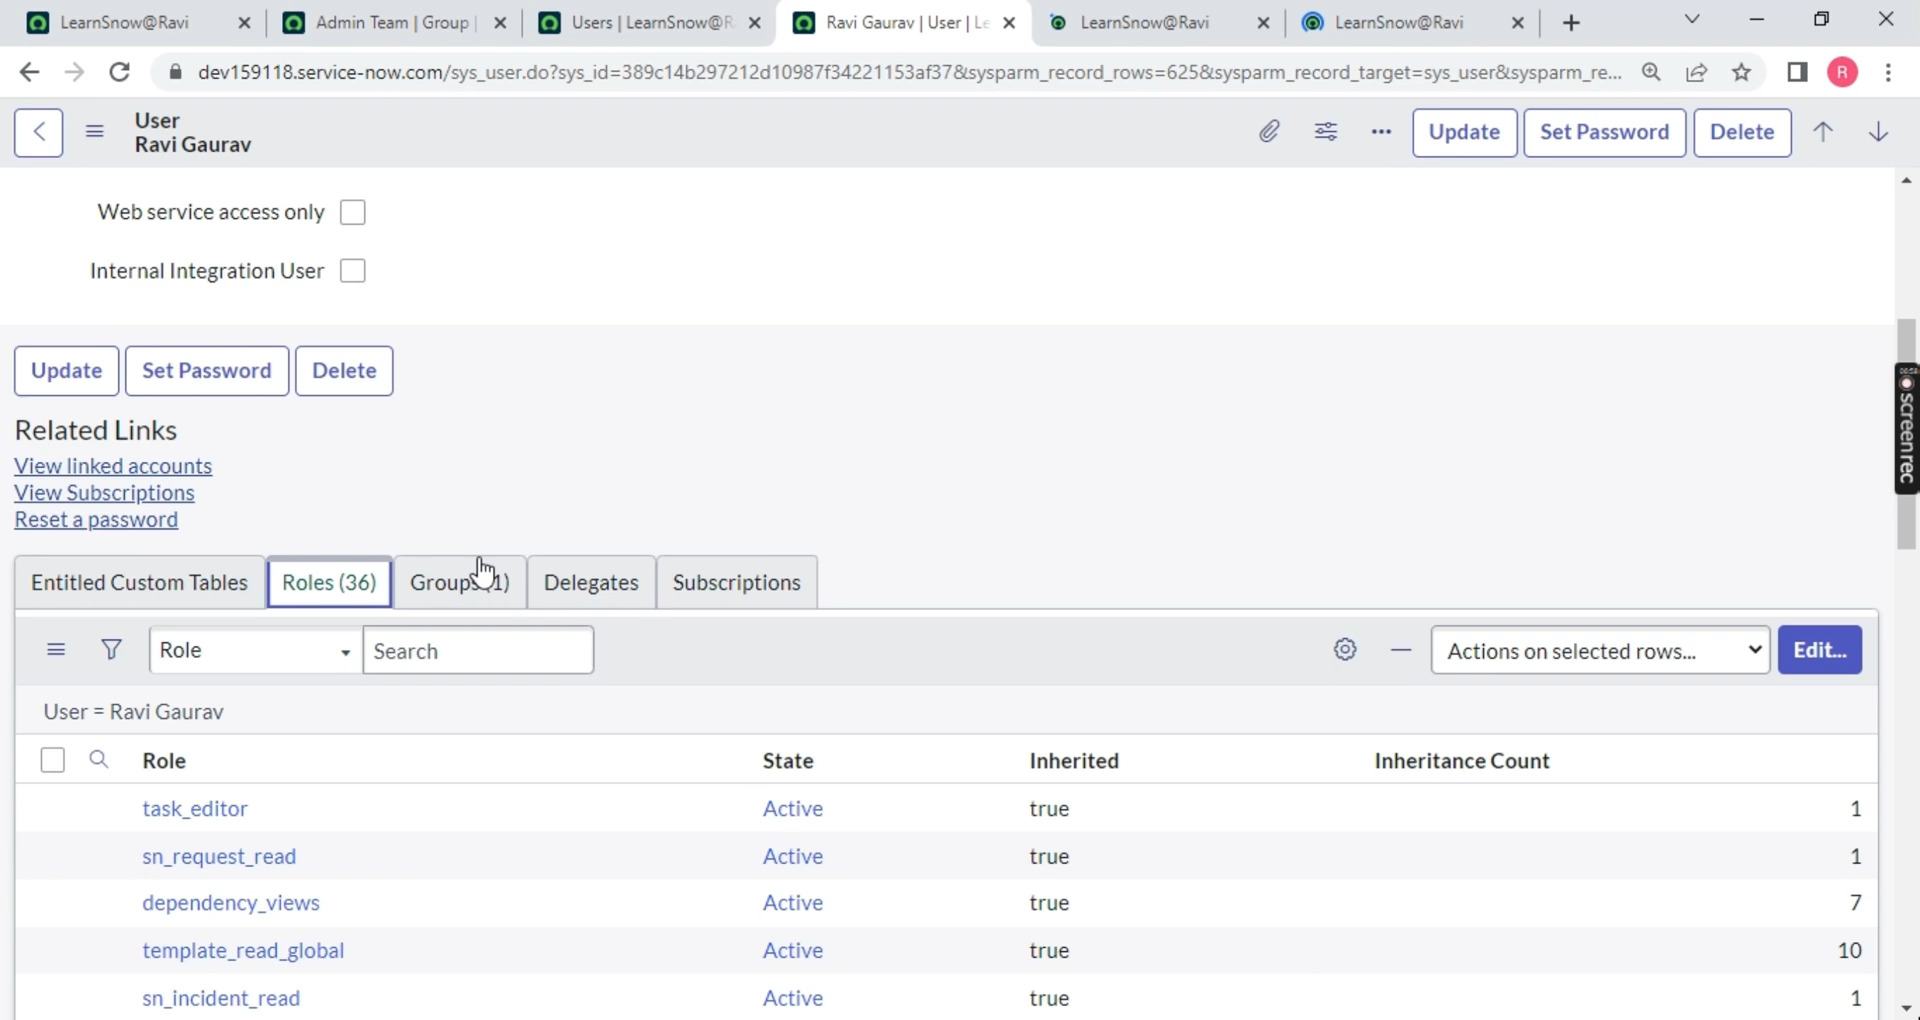 LearnSnow@Ravi
Admin Team | Group |
Users | LearnSnow@R
Ravi Gaurav | User | Le
LearnSnow@Ravi
LearnSnow@Ravi
dev159118.service-now.com/sys_user.do?sys_id=389c14b297212d10987f34221153af37&sysparm_record_rows=625&sysparm_record_target=sys_user&sysparm_re...
R
User
Ravi Gaurav
Update
Set Password
Delete
Web service access only
Internal Integration User
Update
Set Password
Delete
Related Links
View linked accounts
View Subscriptions
Reset a password
screenrec
Entitled Custom Tables
Roles (36)
Groups (1)
Delegates
Subscriptions
Role
Search
Actions on selected rows...
Edit...
User = Ravi Gaurav
Role State Inherited Inheritance Count
task_editor Active true 1
sn_request_read Active true 1
dependency_views Active true 7
template_read_global Active true 10
sn_incident_read Active true 1